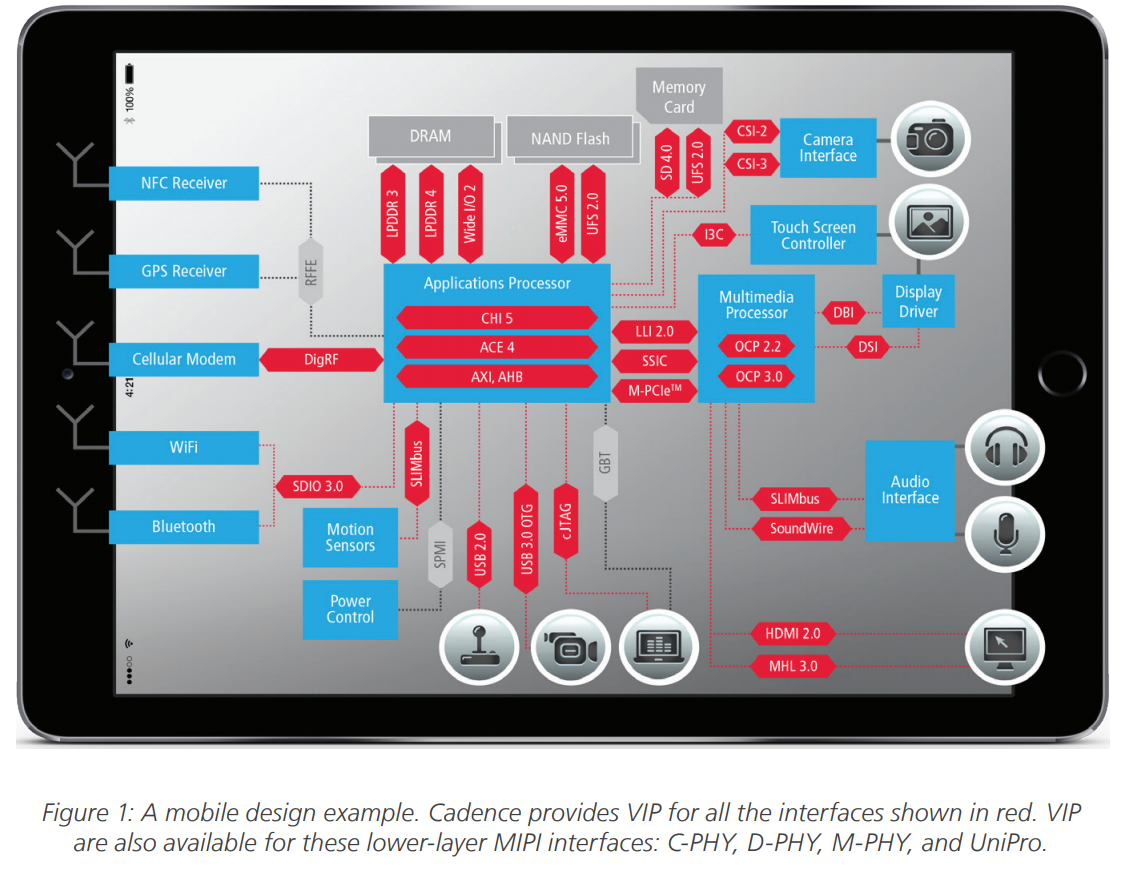 100%
4:21
Memory
Card
DRAM
NAND Flash
CSI-2
CSI-3
Camera
Interface
SD 4.0
UFS 2.0
NFC Receiver
LPDDR 3
LPDDR 4
Wide I/O 2
eMMC 5.0
UFS 2.0
I3C
Touch Screen
Controller
GPS Receiver
RFFE
Applications Processor
CHI 5
ACE 4
AXI, AHB
LLI 2.0
SSIC
M-PCIe™
Multimedia
Processor
OCP 2.2
OCP 3.0
DBI
DSI
Display
Driver
Cellular Modem
DigRF
WiFi
Bluetooth
SDIO 3.0
SLIMbus
Motion
Sensors
Power
Control
SPMI
USB 2.0
USB 3.0 OTG
cJTAG
GBT
SLIMbus
SoundWire
Audio
Interface
HDMI 2.0
MHL 3.0
Figure 1: A mobile design example. Cadence provides VIP for all the interfaces shown in red. VIP
are also available for these lower-layer MIPI interfaces: C-PHY, D-PHY, M-PHY, and UniPro.